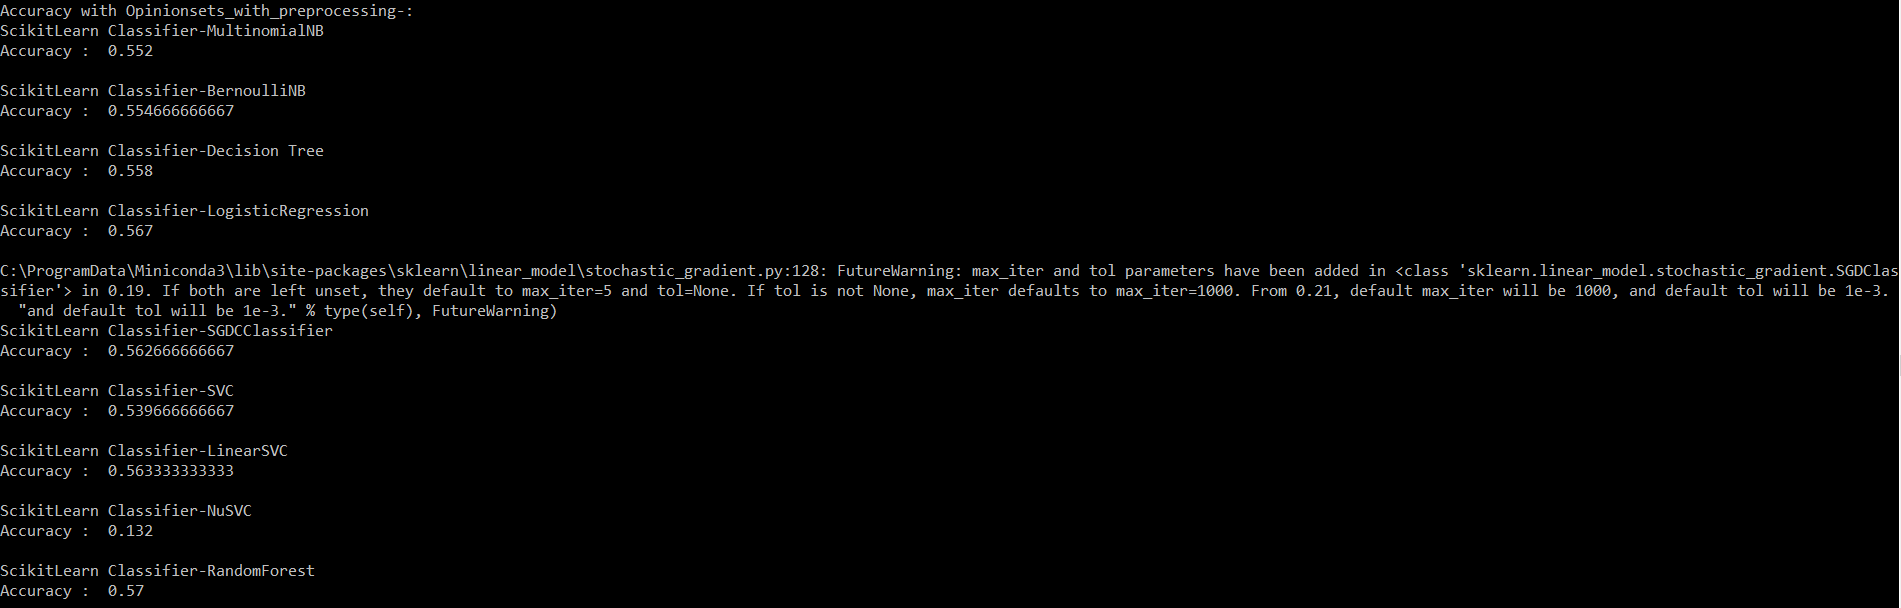 Accuracy with Opinionsets_with_preprocessing-:
ScikitLearn Classifier-MultinomialNB
Accuracy :  0.552
ScikitLearn Classifier-BernoulliNB
Accuracy :  0.554666666667
ScikitLearn Classifier-Decision Tree
Accuracy :  0.558
ScikitLearn Classifier-LogisticRegression
Accuracy :  0.567
C:\ProgramData\Miniconda3\lib\site-packages\sklearn\linear_model\stochastic_gradient.py:128: FutureWarning: max_iter and tol parameters have been added in <class 'sklearn.linear_model.stochastic_gradient.SGDClas
sifier'> in 0.19. If both are left unset, they default to max_iter=5 and tol=None. If tol is not None, max_iter defaults to max_iter=1000. From 0.21, default max_iter will be 1000, and default tol will be 1e-3.
  "and default tol will be 1e-3." % type(self), FutureWarning)
ScikitLearn Classifier-SGDCClassifier
Accuracy :  0.562666666667
ScikitLearn Classifier-SVC
Accuracy :  0.539666666667
ScikitLearn Classifier-LinearSVC
Accuracy :  0.563333333333
ScikitLearn Classifier-NuSVC
Accuracy :  0.132
ScikitLearn Classifier-RandomForest
Accuracy :  0.57